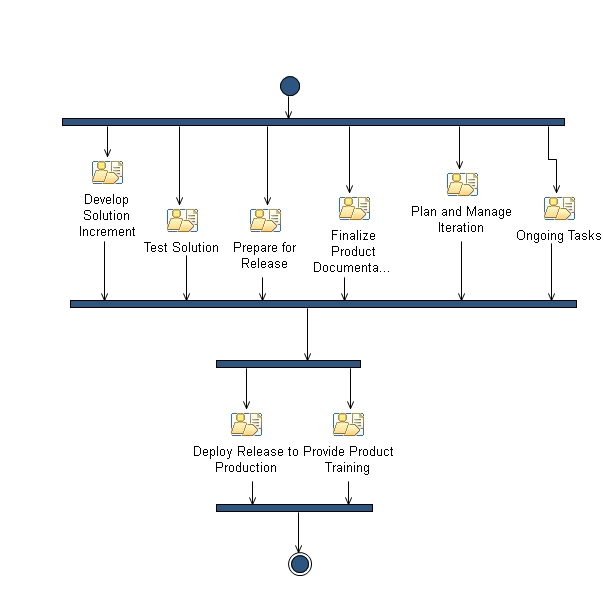 Develop
Solution
Increment
Test Solution
Prepare for
Release
Finalize
Product
Documenta...
Plan and Manage
Iteration
Ongoing Tasks
Deploy Release to
Production
Provide Product
Training